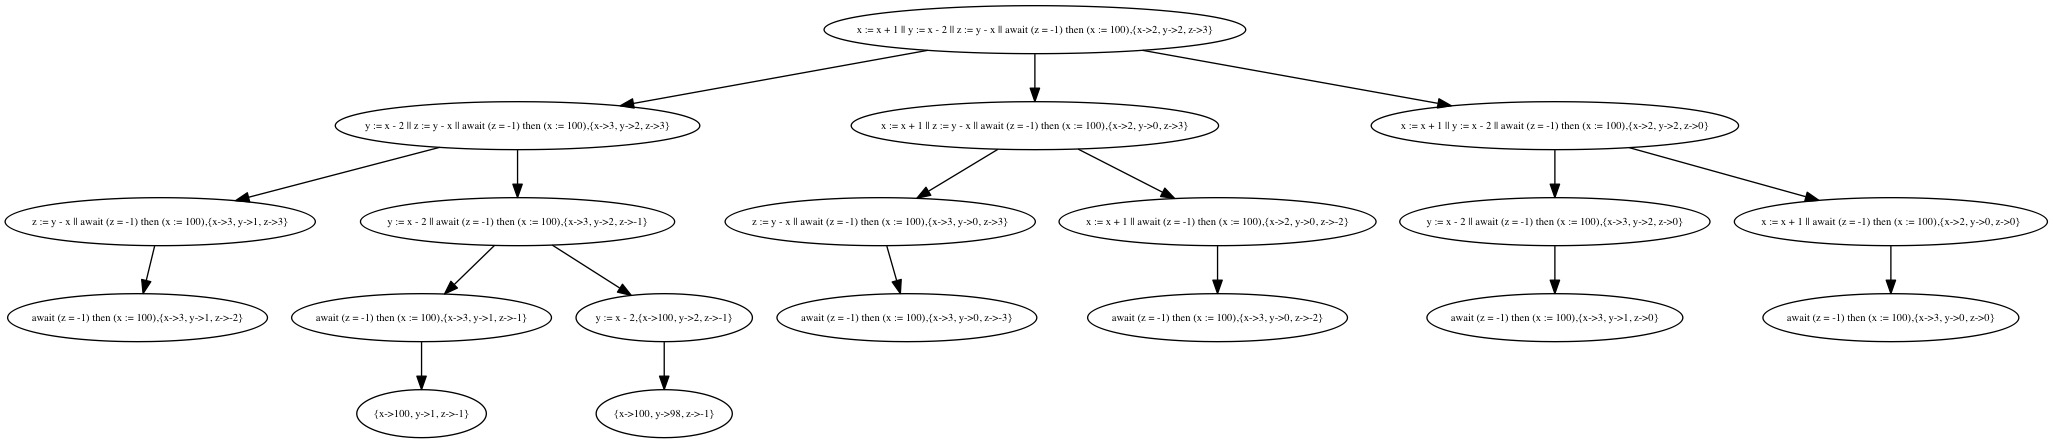 x := x + 1 || y := x - 2 || z := y - x || await (z = -1) then (x := 100),{x->2, y->2, z->3}
y := x - 2 || z := y - x || await (z = -1) then (x := 100),{x->3, y->2, z->3}
x := x + 1 || z := y - x || await (z = -1) then (x := 100),{x->2, y->0, z->3}
x := x + 1 || y := x - 2 || await (z = -1) then (x := 100),{x->2, y->2, z->0}
z := y - x || await (z = -1) then (x := 100),{x->3, y->1, z->3}
y := x - 2 || await (z = -1) then (x := 100),{x->3, y->2, z->-1}
z := y - x || await (z = -1) then (x := 100),{x->3, y->0, z->3}
x := x + 1 || await (z = -1) then (x := 100),{x->2, y->0, z->-2}
y := x - 2 || await (z = -1) then (x := 100),{x->3, y->2, z->0}
x := x + 1 || await (z = -1) then (x := 100),{x->2, y->0, z->0}
await (z = -1) then (x := 100),{x->3, y->1, z->-2}
await (z = -1) then (x := 100),{x->3, y->1, z->-1}
y := x - 2,{x->100, y->2, z->-1}
await (z = -1) then (x := 100),{x->3, y->0, z->-3}
await (z = -1) then (x := 100),{x->3, y->0, z->-2}
await (z = -1) then (x := 100),{x->3, y->1, z->0}
await (z = -1) then (x := 100),{x->3, y->0, z->0}
{x->100, y->1, z->-1}
{x->100, y->98, z->-1}